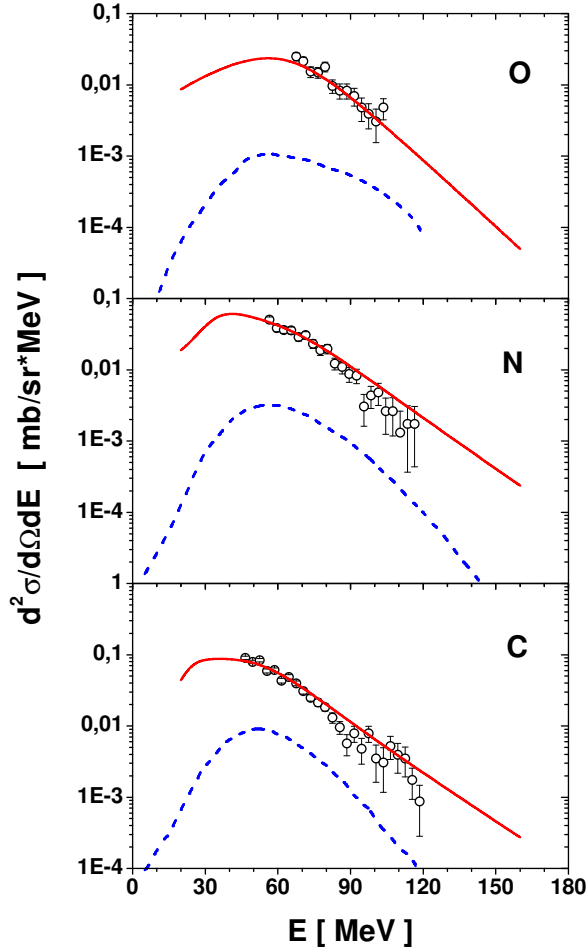 0,1
O
0,01
1E-3
1E-4
0,1
N
0,01
1E-3
1E-4
1
C
0,1
0,01
1E-3
1E-4
0 30 60 90 120 150 180
E [ MeV ]
d²σ/dΩdE [ mb/sr*MeV ]